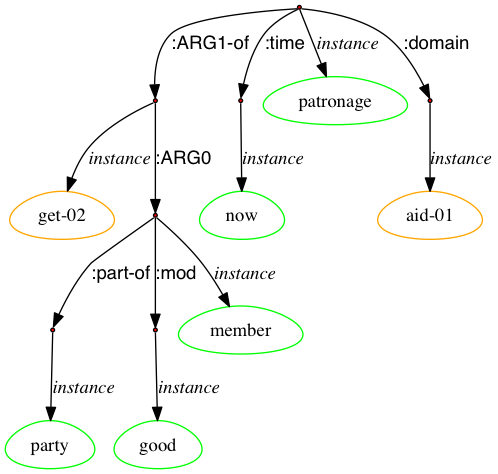 :ARG1-of :time instance :domain
patronage
instance :ARG0 instance instance
get-02 now aid-01
:part-of :mod instance
member
instance instance
party good